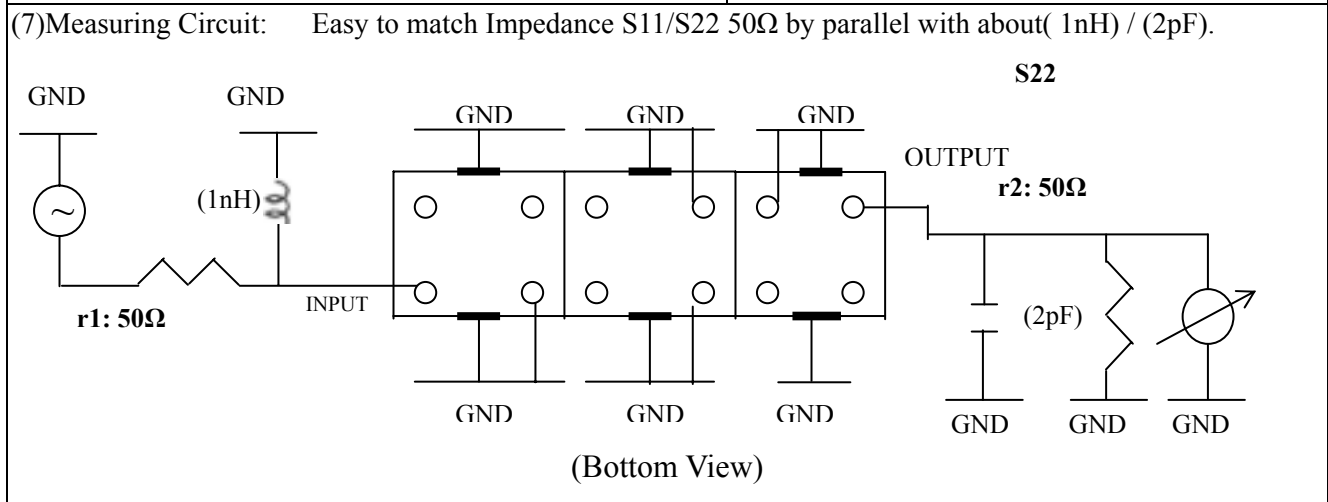 (7)Measuring Circuit: Easy to match Impedance S11/S22 50Ω by parallel with about( 1nH) / (2pF).
S22
GND GND GND GND GND
OUTPUT
r2: 50Ω
(1nH)
~
INPUT
r1: 50Ω
(2pF)
GND GND GND GND GND GND
(Bottom View)